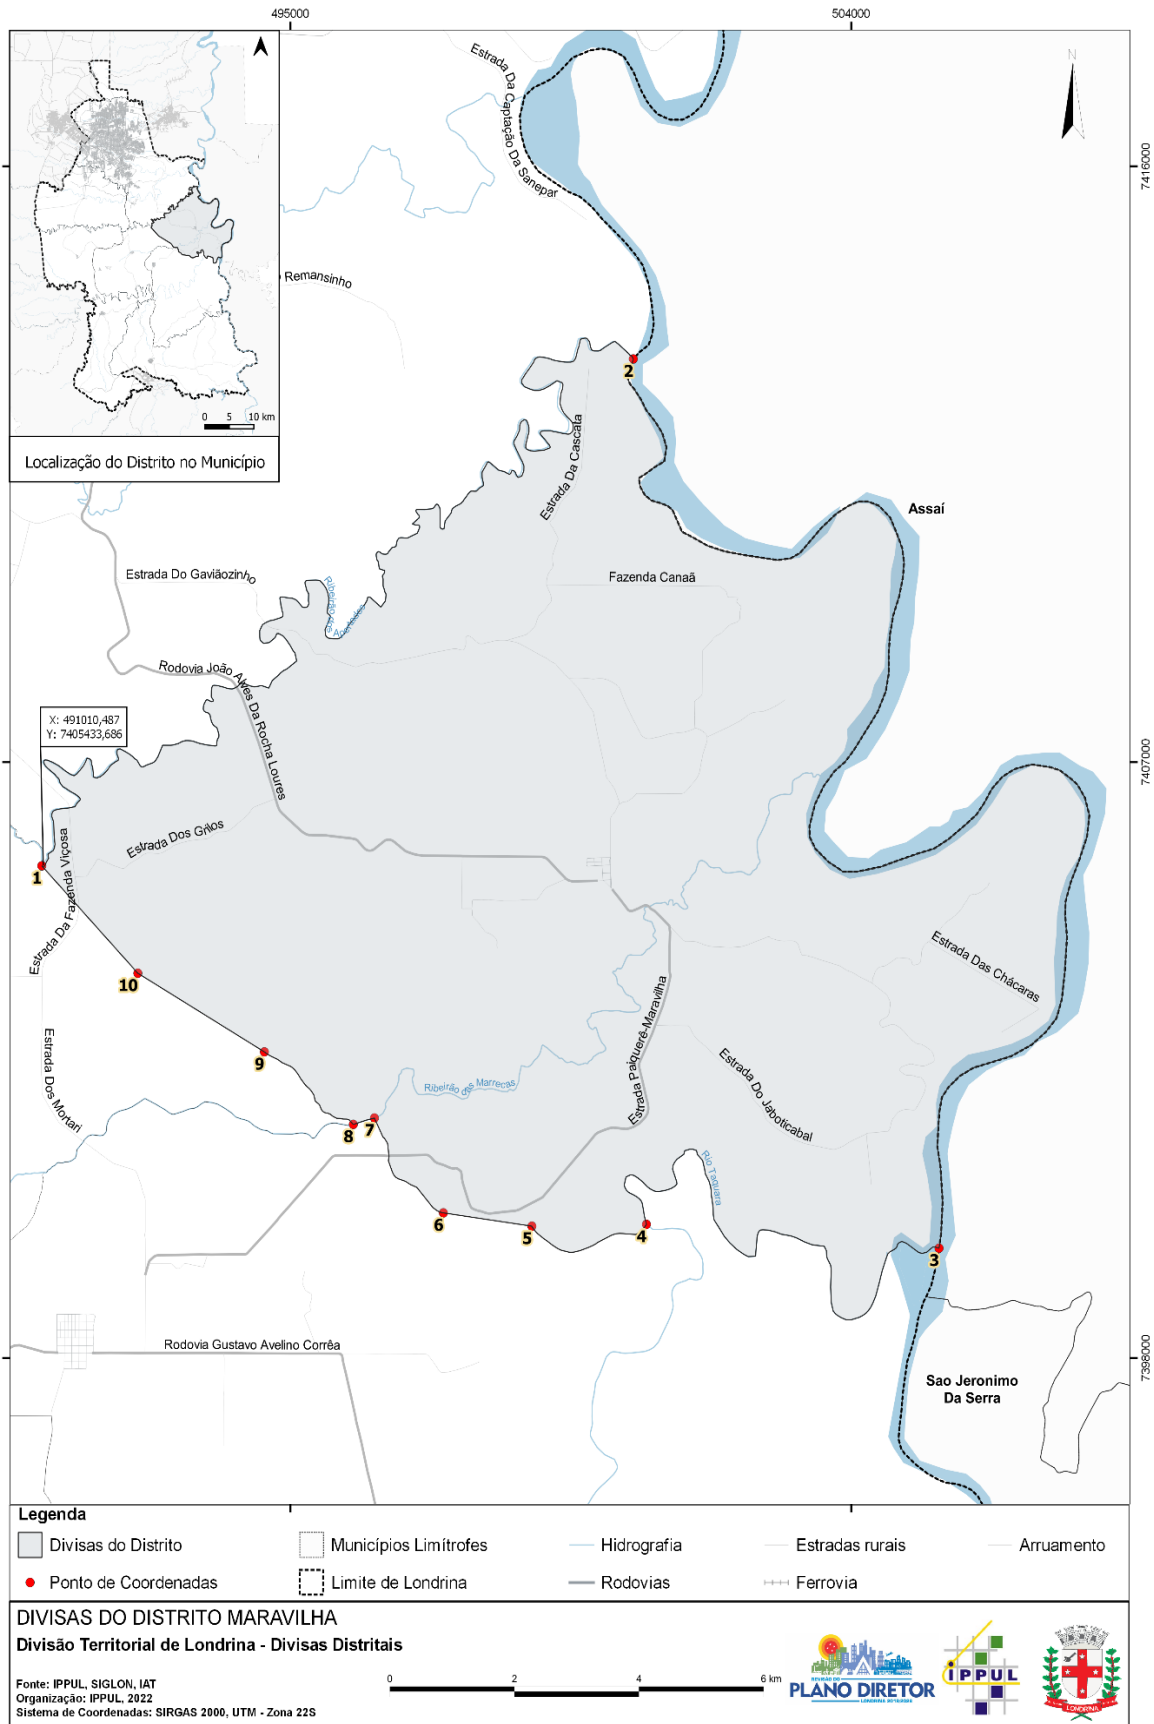 495000
504000
7416000
7407000
7398000
0 5 10 km
Localização do Distrito no Município
N
Estrada Da Captação Da Sanepar
Remansinho
2
Estrada Da Cascata
Assaí
Fazenda Canaã
Estrada Do Gaviãozinho
Ribeirão dos Apertados
Rodovia João Alves Da Rocha Loures
X: 491010,487
Y: 7405433,686
Estrada Dos Grilos
Estrada Da Fazenda Viçosa
1
10
Estrada Das Chácaras
Estrada Paiquerê-Maravilha
9
Estrada Dos Mortari
Ribeirão das Marrecas
Estrada Do Jaboticabal
8
7
Rio Taquara
6
5
4
3
Rodovia Gustavo Avelino Corrêa
Sao Jeronimo
Da Serra
Legenda
Divisas do Distrito
Municípios Limítrofes
Hidrografia
Estradas rurais
Arruamento
Ponto de Coordenadas
Limite de Londrina
Rodovias
Ferrovia
DIVISAS DO DISTRITO MARAVILHA
Divisão Territorial de Londrina - Divisas Distritais
Fonte: IPPUL, SIGLON, IAT
Organização: IPPUL, 2022
Sistema de Coordenadas: SIRGAS 2000, UTM - Zona 22S
0 2 4 6 km
PLANO DIRETOR
IPPUL
LONDRINA